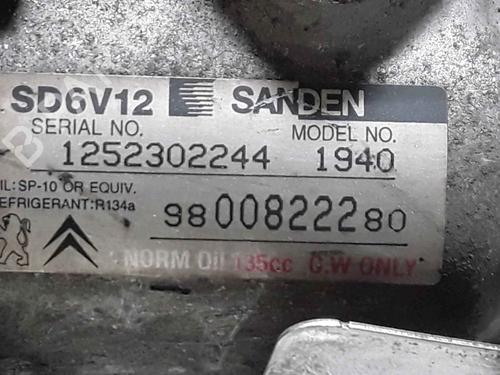 SD6V12 SANDEN
SERIAL NO. MODEL NO.
1252302244 1940
IL: SP-10 OR EQUIV.
EFRIGERANT: R134a
9800822280
NORM OIl 135cc G.W ONLY